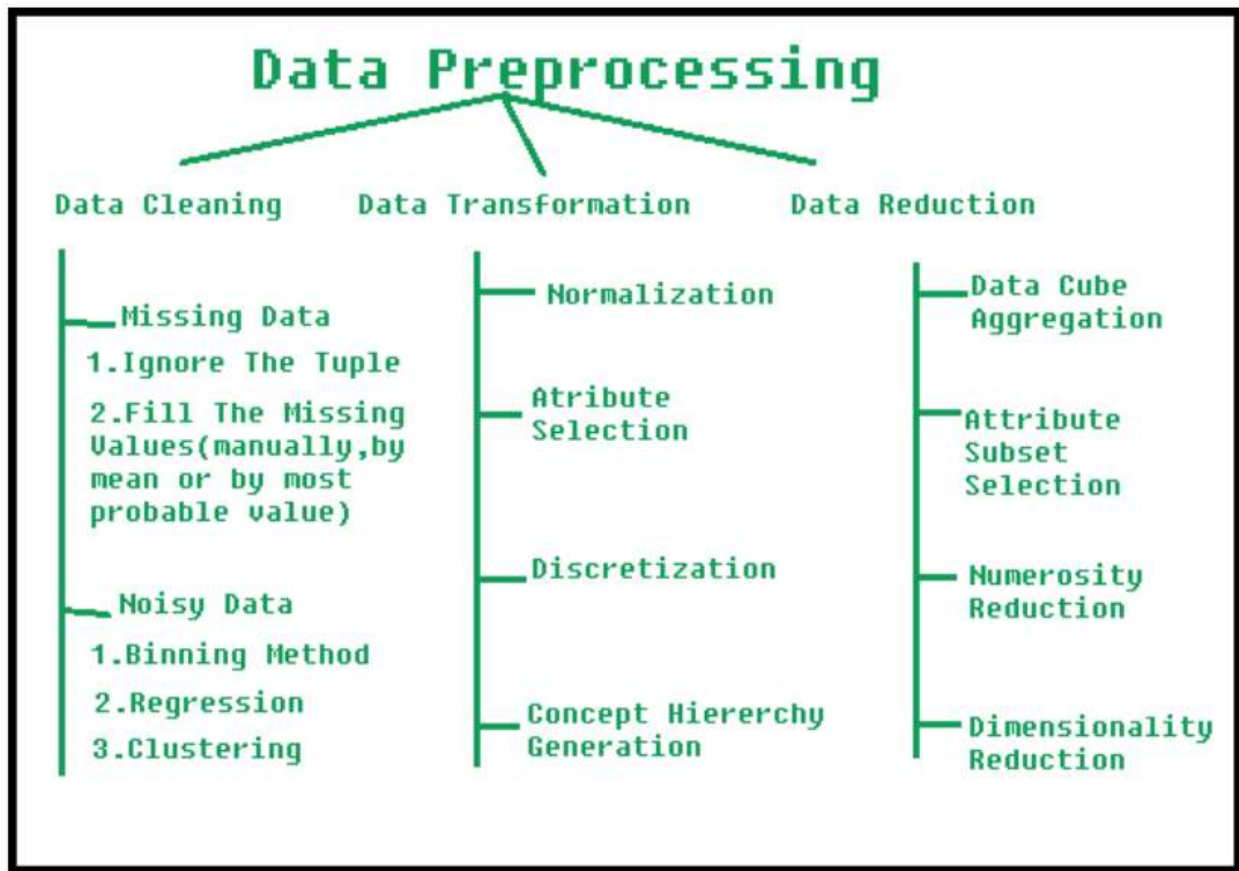 Data Preprocessing
Data Cleaning
Missing Data
1.Ignore The Tuple
2.Fill The Missing
Values(manually,by
mean or by most
probable value)
Noisy Data
1.Binning Method
2.Regression
3.Clustering
Data Transformation
Normalization
Atribute
Selection
Discretization
Concept Hiererchy
Generation
Data Reduction
Data Cube
Aggregation
Attribute
Subset
Selection
Numerosity
Reduction
Dimensionality
Reduction